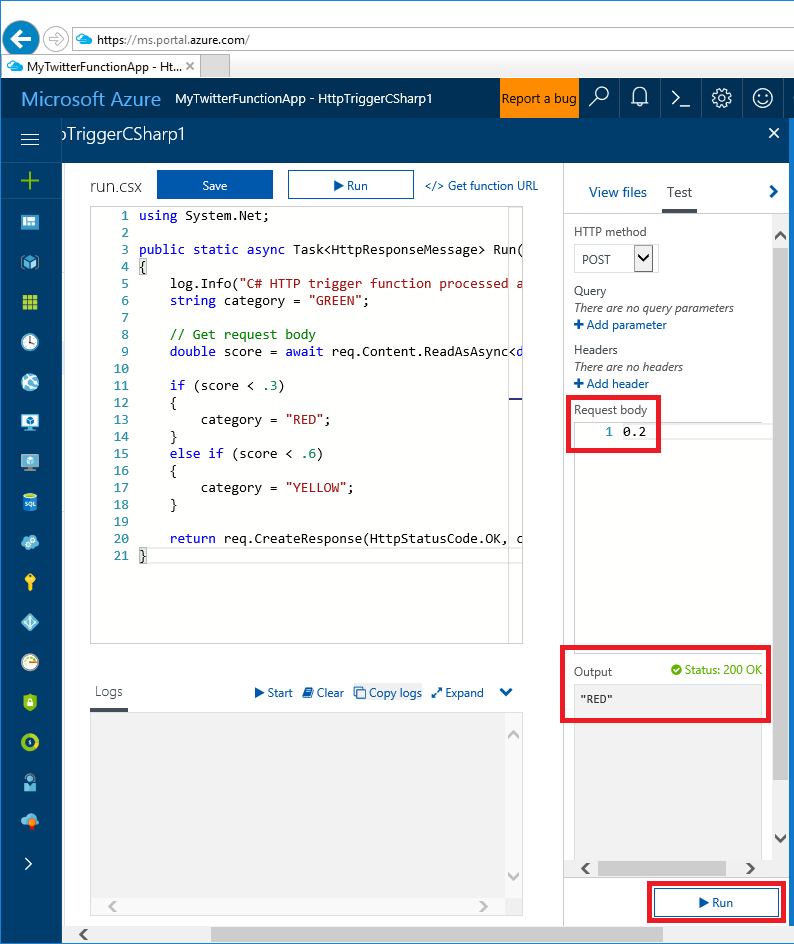 https://ms.portal.azure.com/
MyTwitterFunctionApp - Ht...
Microsoft Azure MyTwitterFunctionApp - HttpTriggerCSharp1 Report a bug
pTriggerCSharp1
run.csx Save Run </> Get function URL
1 using System.Net;
2
3 public static async Task<HttpResponseMessage> Run(
4 {
5 log.Info("C# HTTP trigger function processed a
6 string category = "GREEN";
7
8 // Get request body
9 double score = await req.Content.ReadAsAsync<d
10
11 if (score < .3)
12 {
13 category = "RED";
14 }
15 else if (score < .6)
16 {
17 category = "YELLOW";
18 }
19
20 return req.CreateResponse(HttpStatusCode.OK, c
21 }
Logs Start Clear Copy logs Expand
View files Test
HTTP method
POST
Query
There are no query parameters
+ Add parameter
Headers
There are no headers
+ Add header
Request body
1 0.2
Output Status: 200 OK
"RED"
Run
SQL